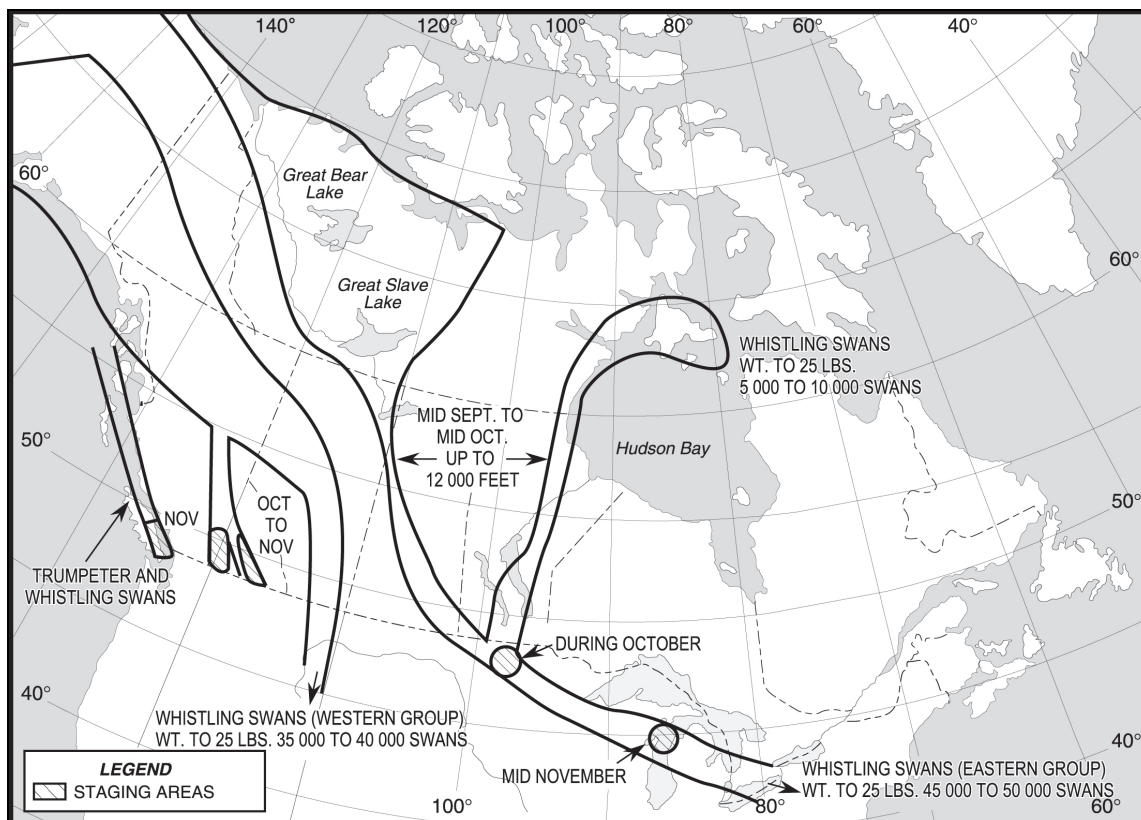 140°
120°
100°
80°
60°
40°
60°
Great Bear
Lake
Great Slave
Lake
60°
WHISTLING SWANS
WT. TO 25 LBS.
5 000 TO 10 000 SWANS
MID SEPT. TO
MID OCT.
UP TO
12 000 FEET
Hudson Bay
50°
50°
NOV
OCT
TO
NOV
TRUMPETER AND
WHISTLING SWANS
DURING OCTOBER
40°
WHISTLING SWANS (WESTERN GROUP)
WT. TO 25 LBS. 35 000 TO 40 000 SWANS
40°
MID NOVEMBER
WHISTLING SWANS (EASTERN GROUP)
WT. TO 25 LBS. 45 000 TO 50 000 SWANS
LEGEND
STAGING AREAS
100°
80°
60°